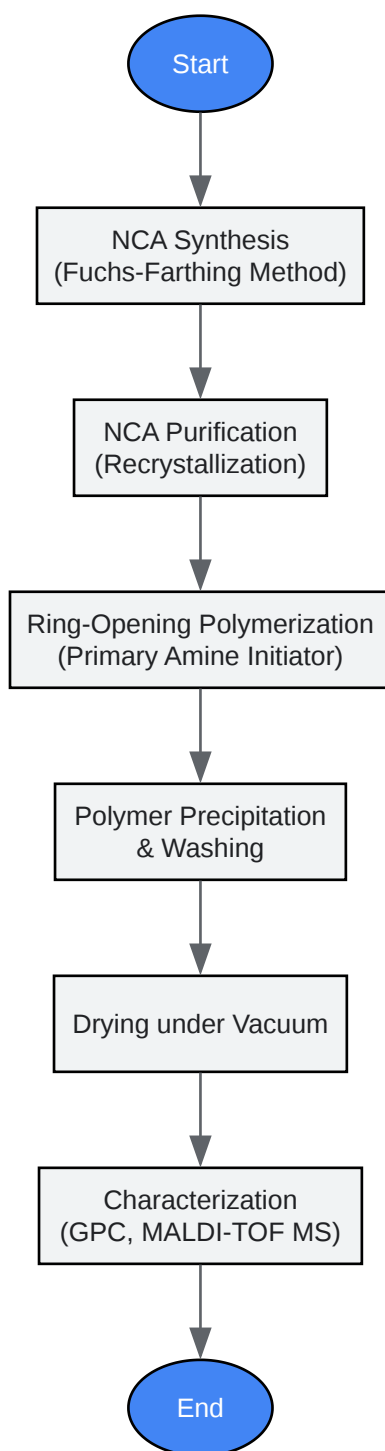 Start
NCA Synthesis
(Fuchs-Farthing Method)
NCA Purification
(Recrystallization)
Ring-Opening Polymerization
(Primary Amine Initiator)
Polymer Precipitation
& Washing
Drying under Vacuum
Characterization
(GPC, MALDI-TOF MS)
End